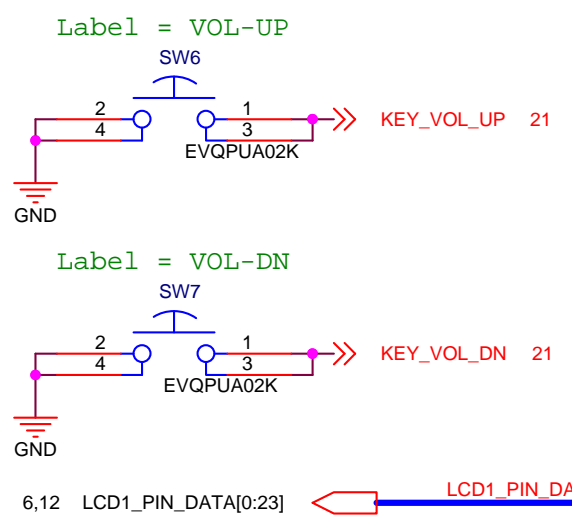 Label = VOL-UP
SW6
2 1
4 3
EVQPUA02K
KEY_VOL_UP 21
GND
Label = VOL-DN
SW7
2 1
4 3
EVQPUA02K
KEY_VOL_DN 21
GND
6,12 LCD1_PIN_DATA[0:23] LCD1_PIN_DA